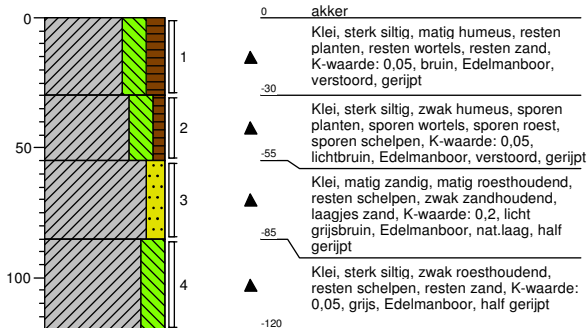 0
50
100
1
2
3
4
0 akker
Klei, sterk siltig, matig humeus, resten
planten, resten wortels, resten zand,
K-waarde: 0,05, bruin, Edelmanboor,
verstoord, gerijpt
-30
Klei, sterk siltig, zwak humeus, sporen
planten, sporen wortels, sporen roest,
sporen schelpen, K-waarde: 0,05,
lichtbruin, Edelmanboor, verstoord, gerijpt
-55
Klei, matig zandig, matig roesthoudend,
resten schelpen, zwak zandhoudend,
laagjes zand, K-waarde: 0,2, licht
grijsbruin, Edelmanboor, nat.laag, half
gerijpt
-85
Klei, sterk siltig, zwak roesthoudend,
resten schelpen, resten zand, K-waarde:
0,05, grijs, Edelmanboor, half gerijpt
-120